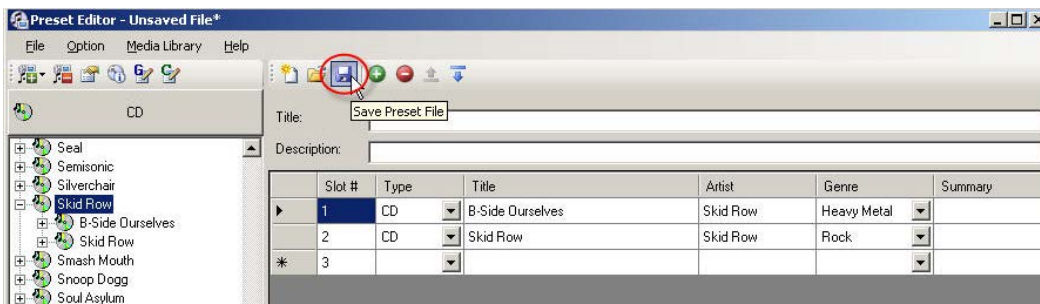 Preset Editor - Unsaved File*
File Option Media Library Help
CD
Save Preset File
Title:
Description:
Seal
Semisonic
Silverchair
Skid Row
B-Side Ourselves
Skid Row
Smash Mouth
Snoop Dogg
Soul Asylum
Slot # Type Title Artist Genre Summary
1 CD B-Side Ourselves Skid Row Heavy Metal
2 CD Skid Row Skid Row Rock
3